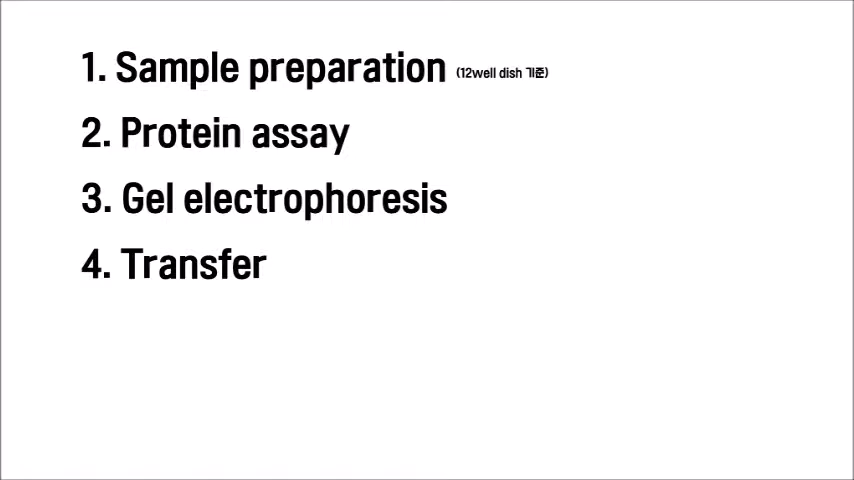 1. Sample preparation (12well dish 기준)
2. Protein assay
3. Gel electrophoresis
4. Transfer